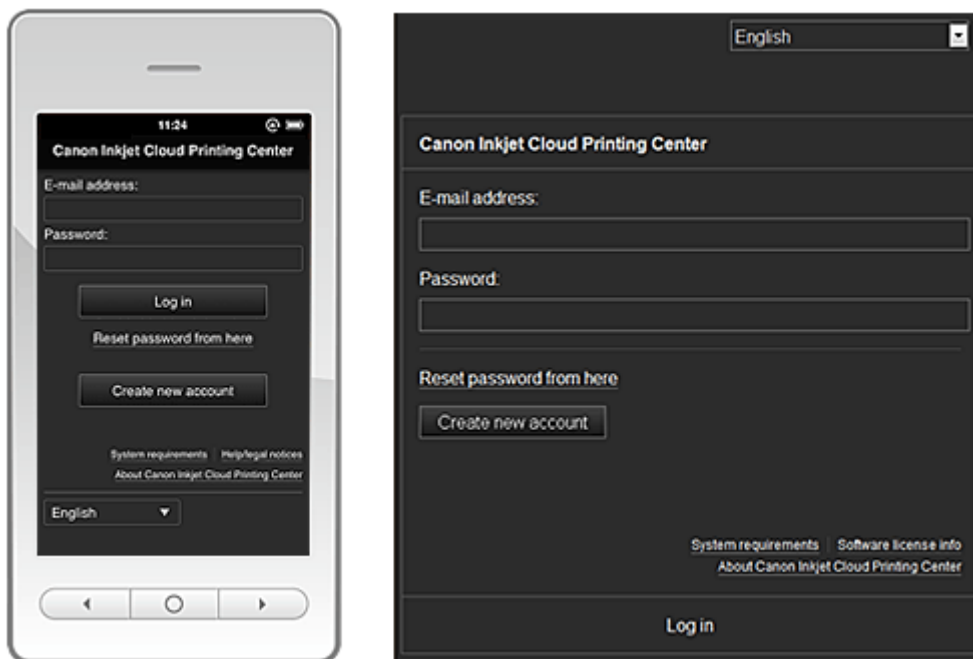 11:24
Canon Inkjet Cloud Printing Center
E-mail address:
Password:
Log in
Reset password from here
Create new account
System requirements Help/legal notices
About Canon Inkjet Cloud Printing Center
English
English
Canon Inkjet Cloud Printing Center
E-mail address:
Password:
Reset password from here
Create new account
System requirements Software license info
About Canon Inkjet Cloud Printing Center
Log in